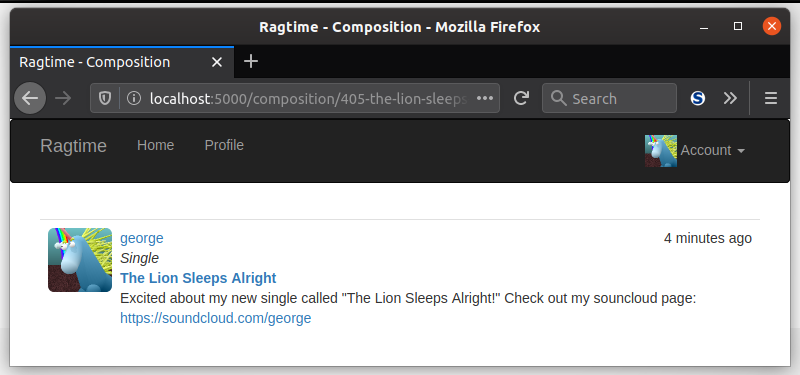 Ragtime - Composition - Mozilla Firefox
Ragtime - Composition
localhost:5000/composition/405-the-lion-sleeps
Search
S
Ragtime Home Profile Account
george 4 minutes ago
Single
The Lion Sleeps Alright
Excited about my new single called "The Lion Sleeps Alright!" Check out my souncloud page:
https://soundcloud.com/george